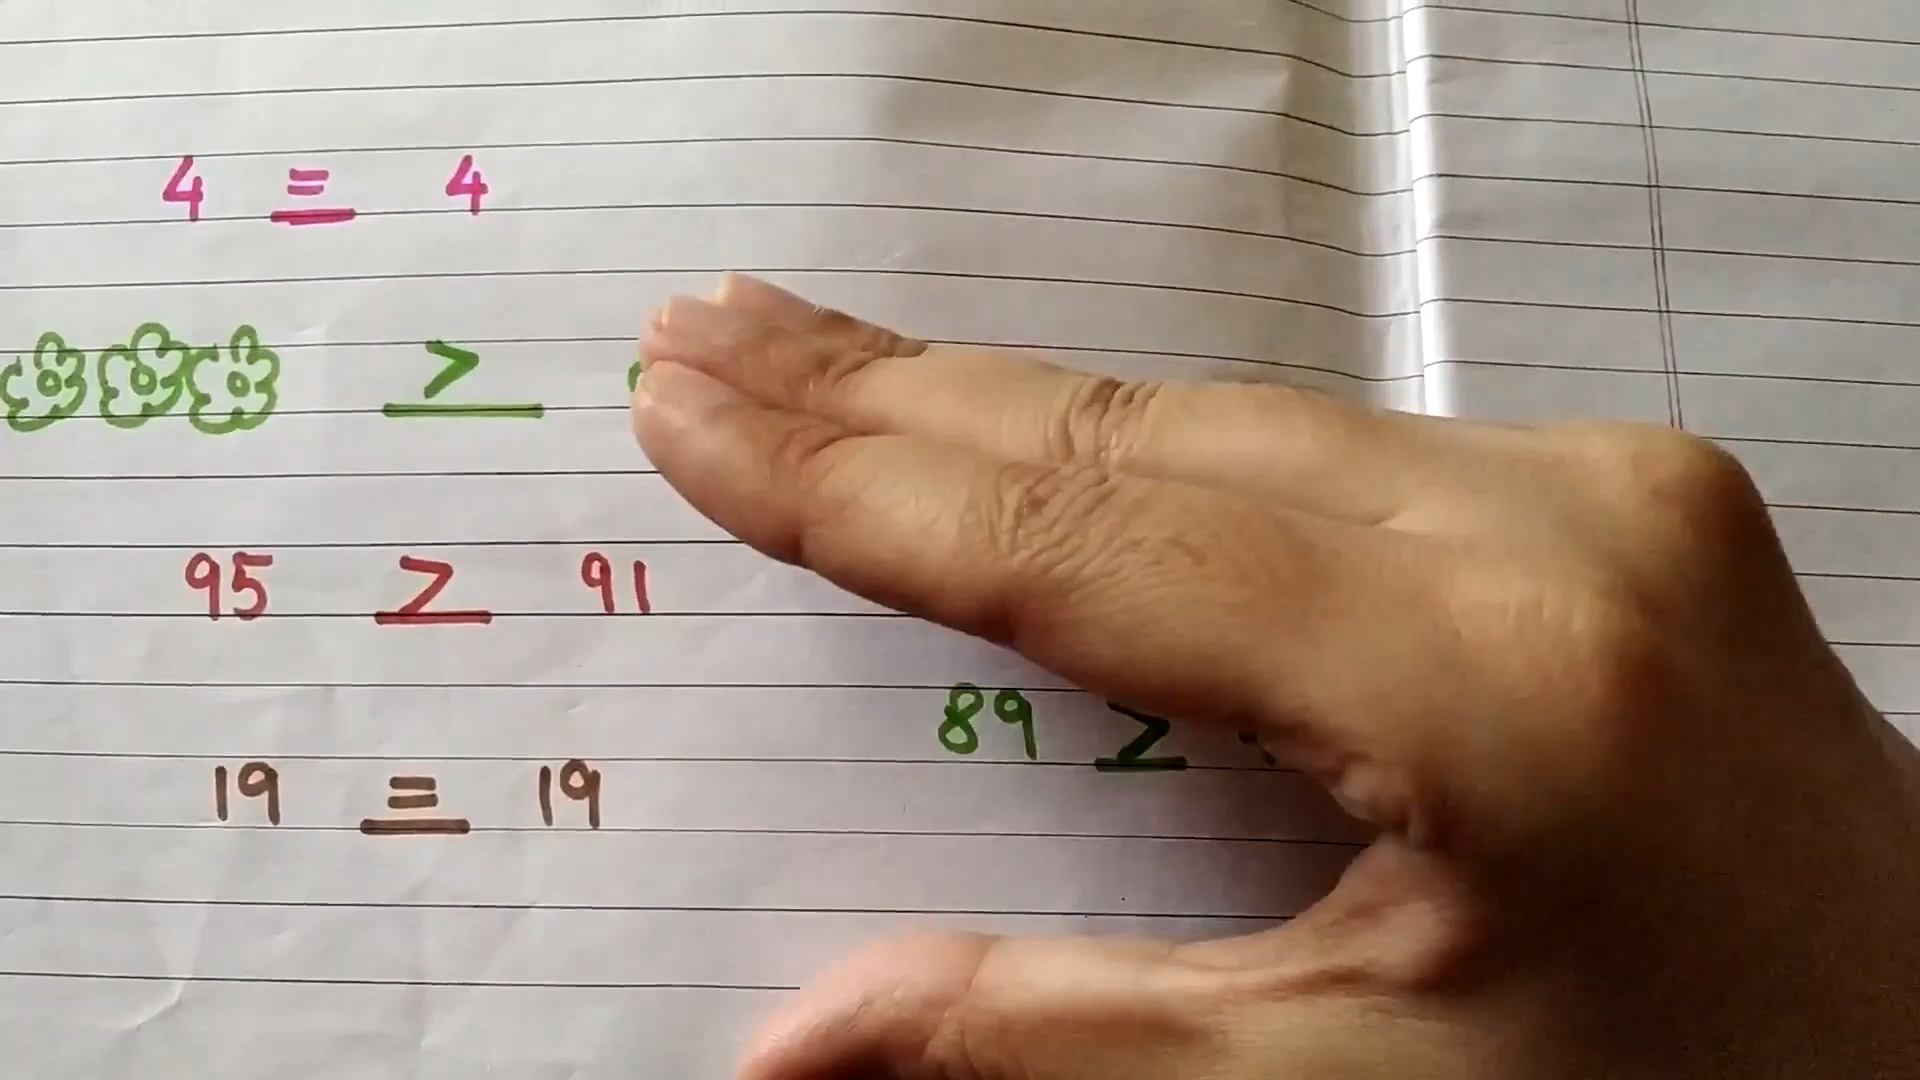 4 = 4
>
95 > 91
89 >
19 = 19